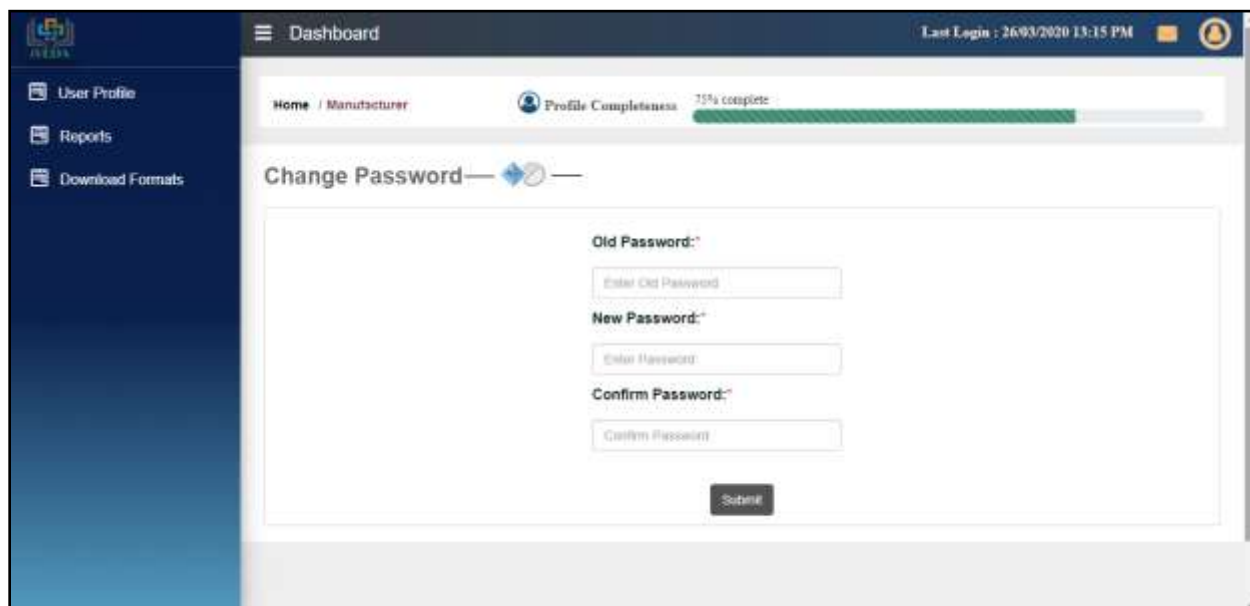 Dashboard
Last Login : 26/03/2020 13:15 PM
User Profile
Reports
Download Formats
Home / Manufacturer
Profile Completeness
75% complete
Change Password
Old Password:*
Enter Old Password
New Password:*
Enter Password
Confirm Password:*
Confirm Password
Submit